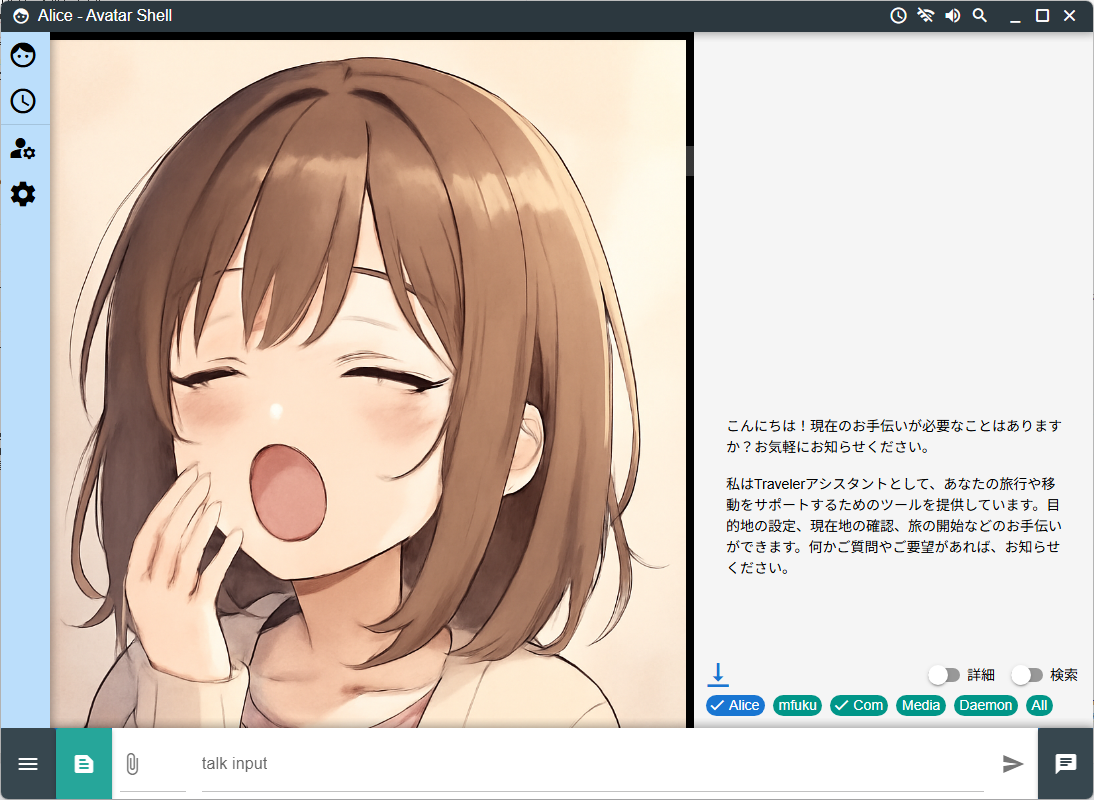 Alice - Avatar Shell
こんにちは！現在のお手伝いが必要なことはあります
か？お気軽にお知らせください。
私はTravelerアシスタントとして、あなたの旅行や移
動をサポートするためのツールを提供しています。目
的地の設定、現在地の確認、旅の開始などのお手伝い
ができます。何かご質問やご要望があれば、お知らせ
ください。
詳細 検索
Alice mfuku Com Media Daemon All
talk input